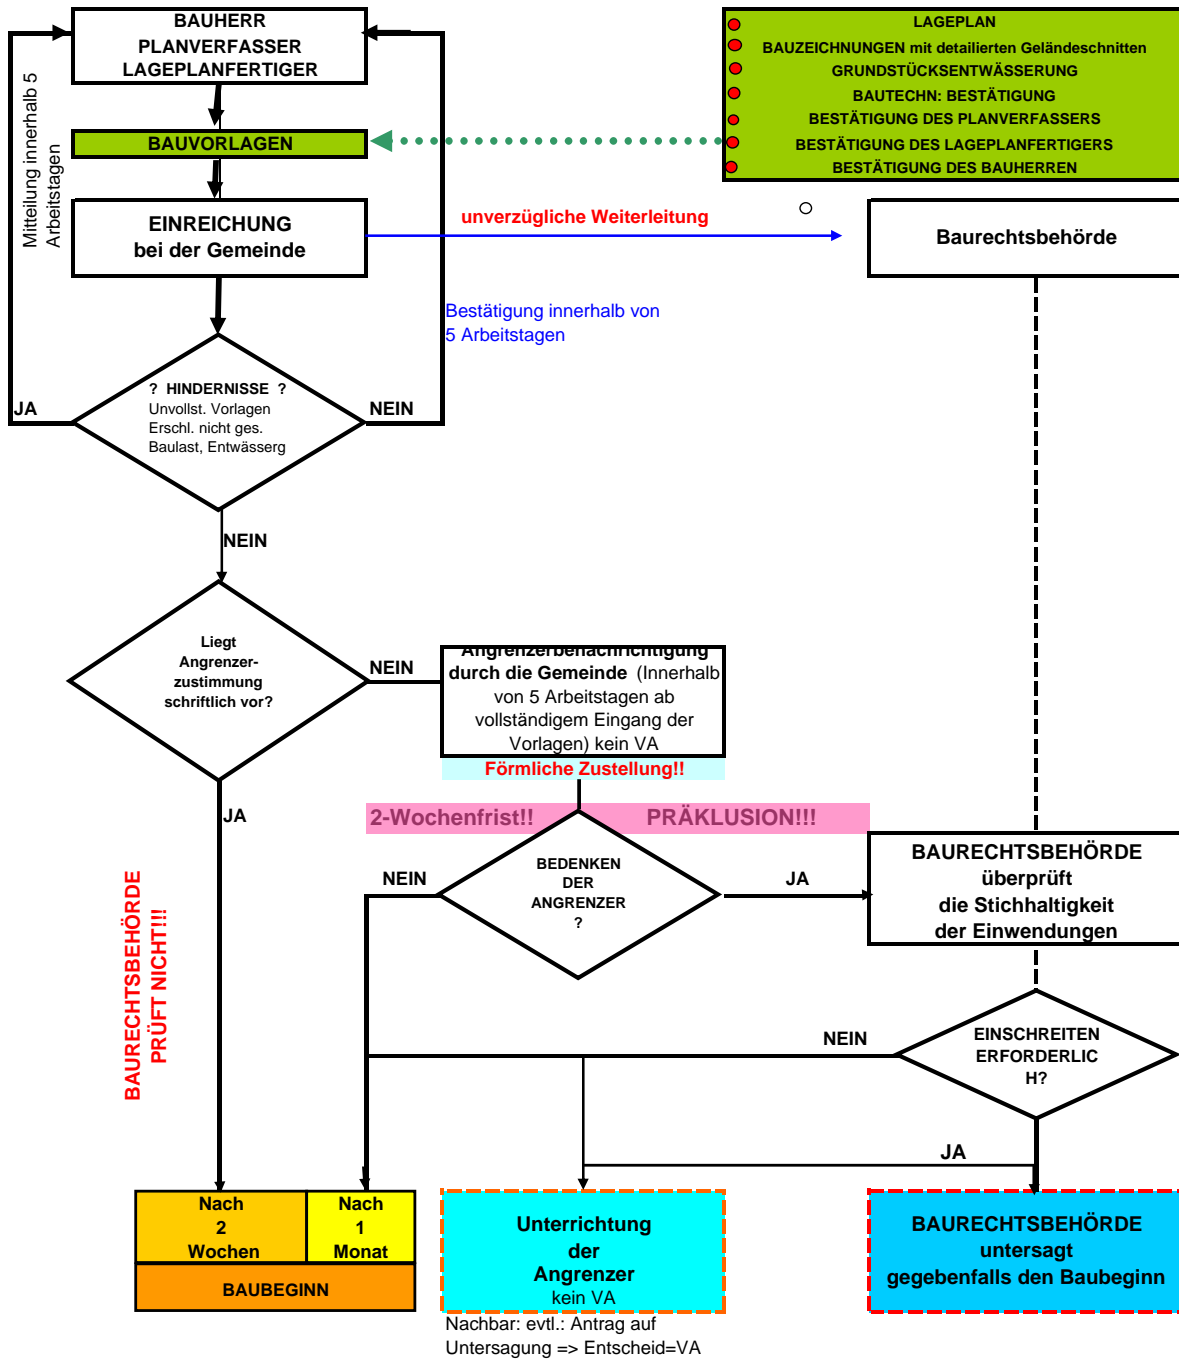 BAUHERR
PLANVERFASSER
LAGEPLANFERTIGER
LAGEPLAN
BAUZEICHNUNGEN mit detailierten Geländeschnitten
GRUNDSTÜCKSENTWÄSSERUNG
BAUTECHN: BESTÄTIGUNG
BESTÄTIGUNG DES PLANVERFASSERS
BESTÄTIGUNG DES LAGEPLANFERTIGERS
BESTÄTIGUNG DES BAUHERREN
Mitteilung innerhalb 5
Arbeitstagen
BAUVORLAGEN
EINREICHUNG
bei der Gemeinde
unverzügliche Weiterleitung
Baurechtsbehörde
Bestätigung innerhalb von
5 Arbeitstagen
? HINDERNISSE ?
Unvollst. Vorlagen
Erschl. nicht ges.
Baulast, Entwässerg
JA
NEIN
NEIN
Liegt
Angrenzer-
zustimmung
schriftlich vor?
NEIN
Angrenzerbenachrichtigung
durch die Gemeinde (Innerhalb
von 5 Arbeitstagen ab
vollständigem Eingang der
Vorlagen) kein VA
Förmliche Zustellung!!
JA
2-Wochenfrist!! PRÄKLUSION!!!
BEDENKEN
DER
ANGRENZER
?
NEIN
JA
BAURECHTSBEHÖRDE
überprüft
die Stichhaltigkeit
der Einwendungen
BAURECHTSBEHÖRDE
PRÜFT NICHT!!!
NEIN
EINSCHREITEN
ERFORDERLIC
H?
JA
Nach
2
Wochen
Nach
1
Monat
BAUBEGINN
Unterrichtung
der
Angrenzer
kein VA
Nachbar: evtl.: Antrag auf
Untersagung => Entscheid=VA
BAURECHTSBEHÖRDE
untersagt
gegebenfalls den Baubeginn